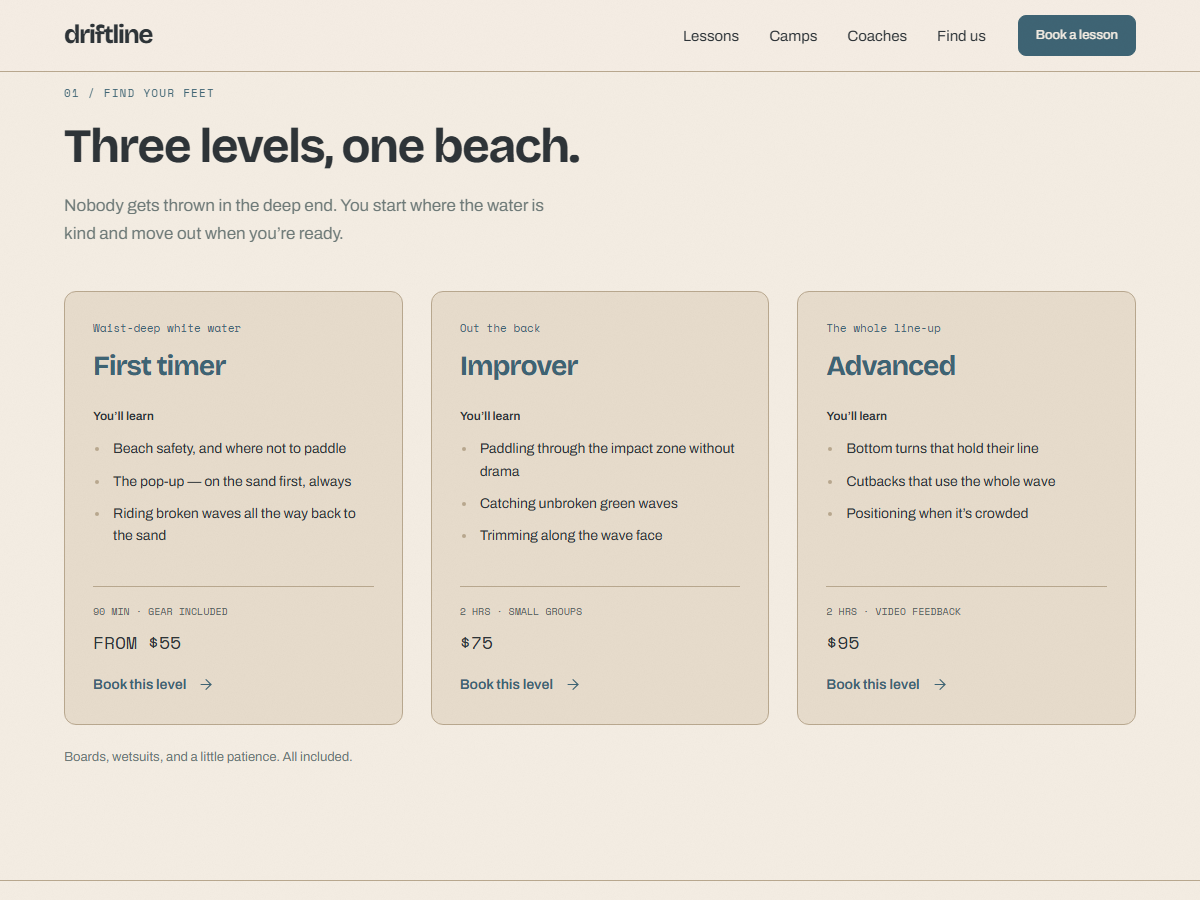 driftline
Lessons Camps Coaches Find us Book a lesson
01 / FIND YOUR FEET
Three levels, one beach.
Nobody gets thrown in the deep end. You start where the water is
kind and move out when you’re ready.
Waist-deep white water
First timer
You’ll learn
Beach safety, and where not to paddle
The pop-up — on the sand first, always
Riding broken waves all the way back to
the sand
90 MIN · GEAR INCLUDED
FROM $55
Book this level →
Out the back
Improver
You’ll learn
Paddling through the impact zone without
drama
Catching unbroken green waves
Trimming along the wave face
2 HRS · SMALL GROUPS
$75
Book this level →
The whole line-up
Advanced
You’ll learn
Bottom turns that hold their line
Cutbacks that use the whole wave
Positioning when it’s crowded
2 HRS · VIDEO FEEDBACK
$95
Book this level →
Boards, wetsuits, and a little patience. All included.